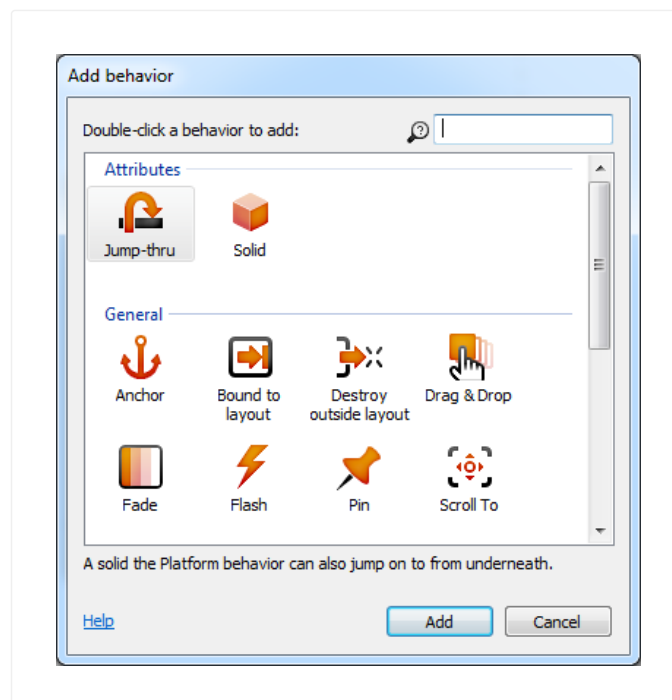 Add behavior
Double-click a behavior to add:
Attributes
Jump-thru
Solid
General
Anchor
Bound to
layout
Destroy
outside layout
Drag & Drop
Fade
Flash
Pin
Scroll To
A solid the Platform behavior can also jump on to from underneath.
Help
Add
Cancel